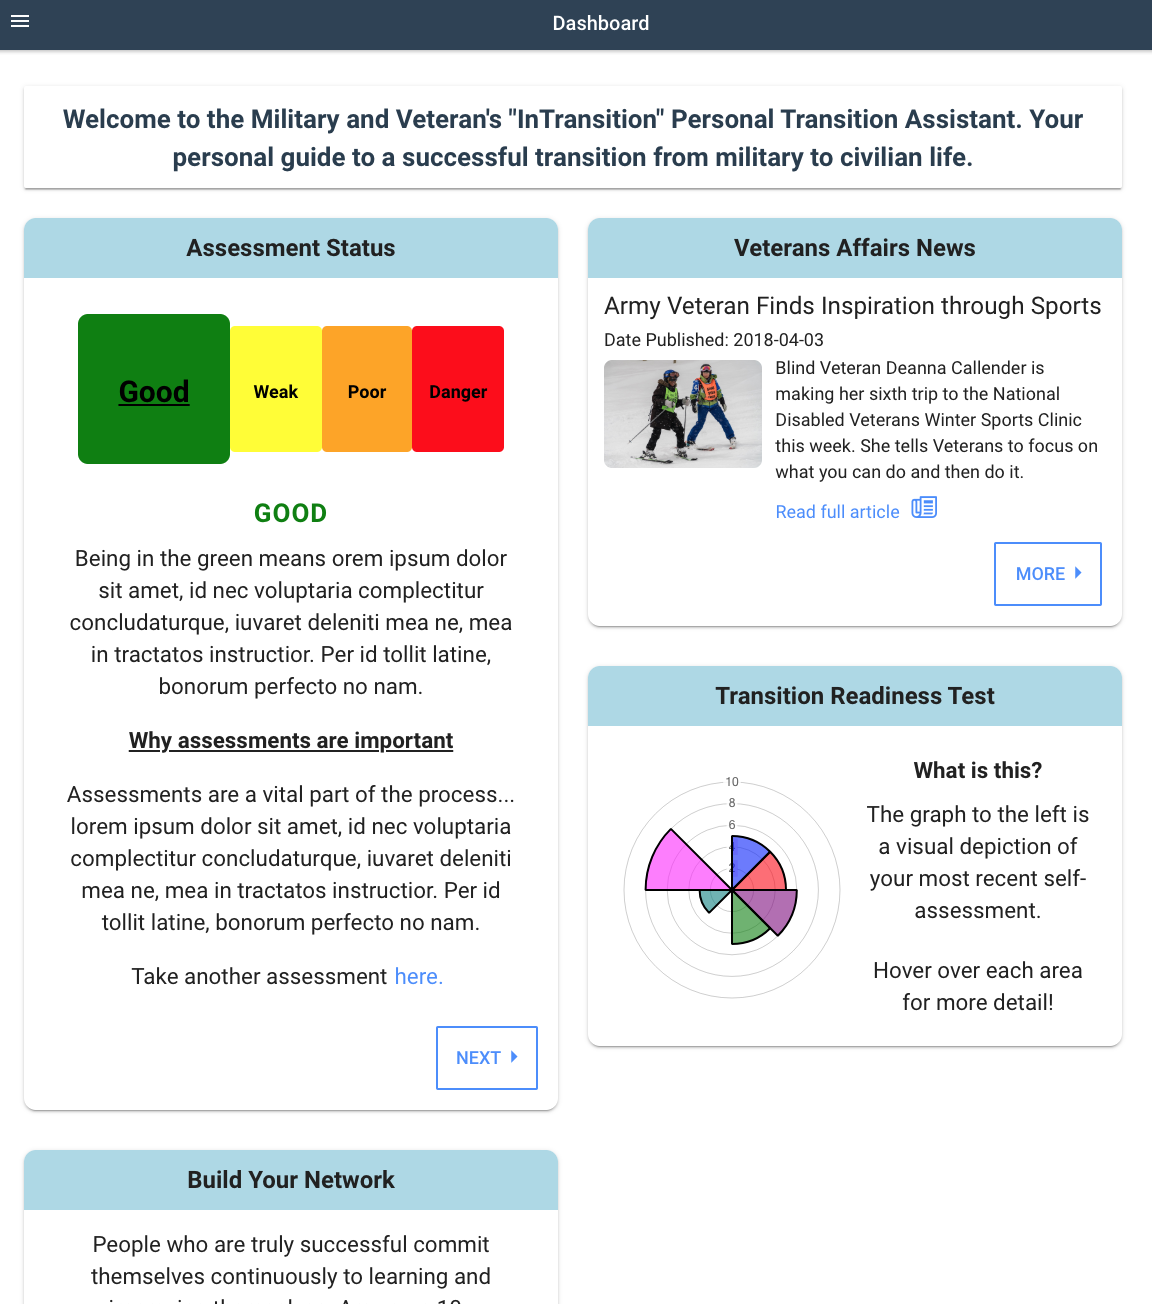 Dashboard
Welcome to the Military and Veteran's "InTransition" Personal Transition Assistant. Your
personal guide to a successful transition from military to civilian life.
Assessment Status
Good
Weak
Poor
Danger
GOOD
Being in the green means orem ipsum dolor
sit amet, id nec voluptaria complectitur
concludaturque, iuvaret deleniti mea ne, mea
in tractatos instructior. Per id tollit latine,
bonorum perfecto no nam.
Why assessments are important
Assessments are a vital part of the process...
lorem ipsum dolor sit amet, id nec voluptaria
complectitur concludaturque, iuvaret deleniti
mea ne, mea in tractatos instructior. Per id
tollit latine, bonorum perfecto no nam.
Take another assessment here.
NEXT
Veterans Affairs News
Army Veteran Finds Inspiration through Sports
Date Published: 2018-04-03
Blind Veteran Deanna Callender is
making her sixth trip to the National
Disabled Veterans Winter Sports Clinic
this week. She tells Veterans to focus on
what you can do and then do it.
Read full article
MORE
Transition Readiness Test
10
8
6
4
2
What is this?
The graph to the left is
a visual depiction of
your most recent self-
assessment.
Hover over each area
for more detail!
Build Your Network
People who are truly successful commit
themselves continuously to learning and